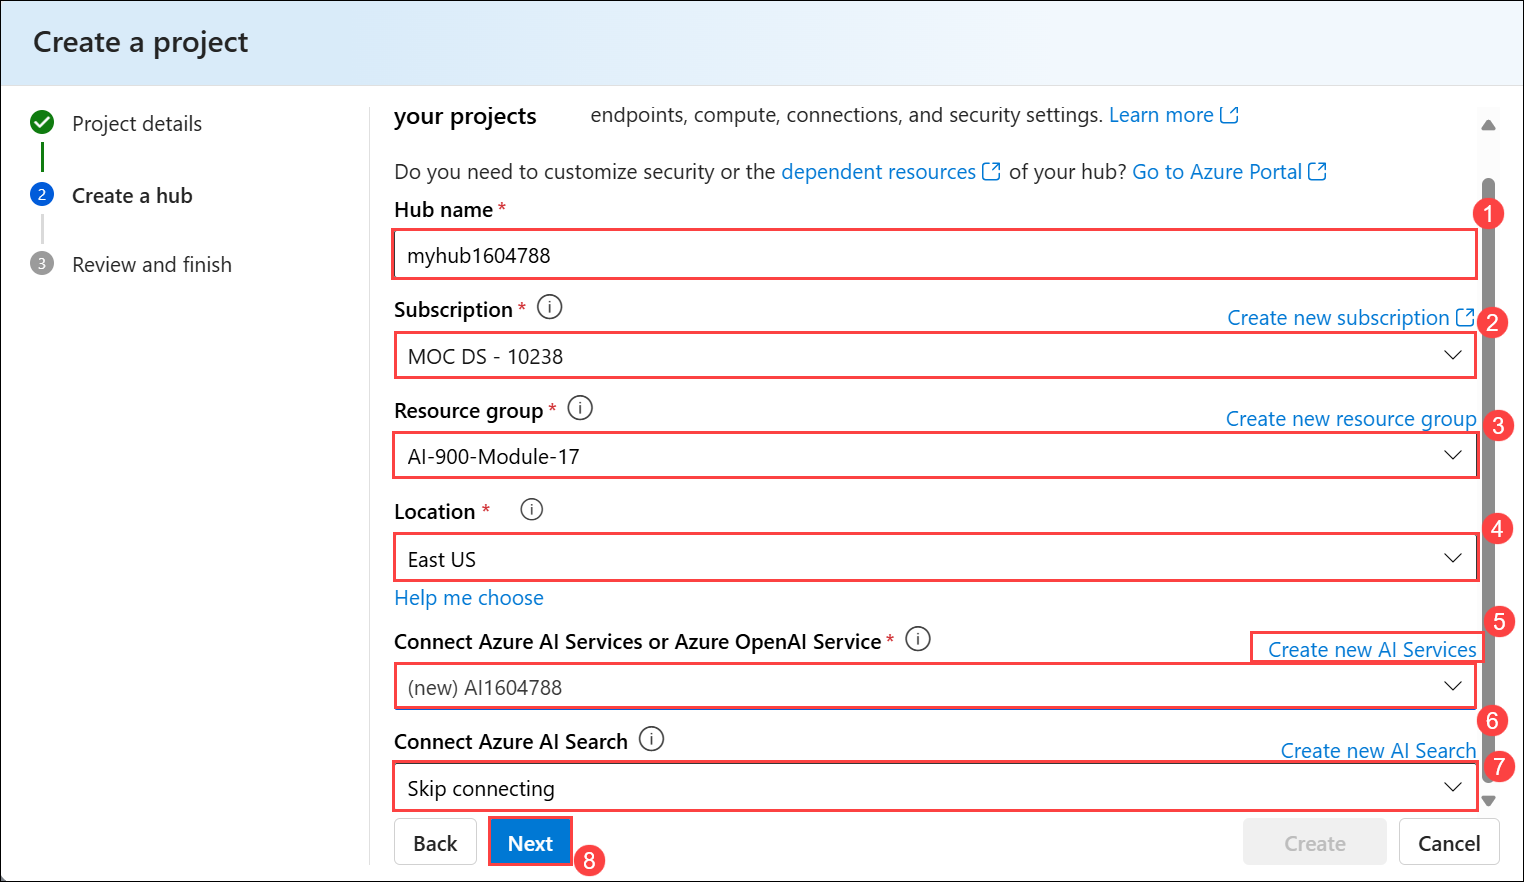 Create a project
Project details
2 Create a hub
3 Review and finish
your projects
endpoints, compute, connections, and security settings. Learn more
Do you need to customize security or the dependent resources of your hub? Go to Azure Portal
Hub name *
1
myhub1604788
Subscription *
Create new subscription
2
MOC DS - 10238
Resource group *
Create new resource group
3
AI-900-Module-17
Location *
4
East US
Help me choose
5
Connect Azure AI Services or Azure OpenAI Service *
Create new AI Services
(new) AI1604788
6
Connect Azure AI Search
Create new AI Search
7
Skip connecting
Back
Next
8
Create
Cancel